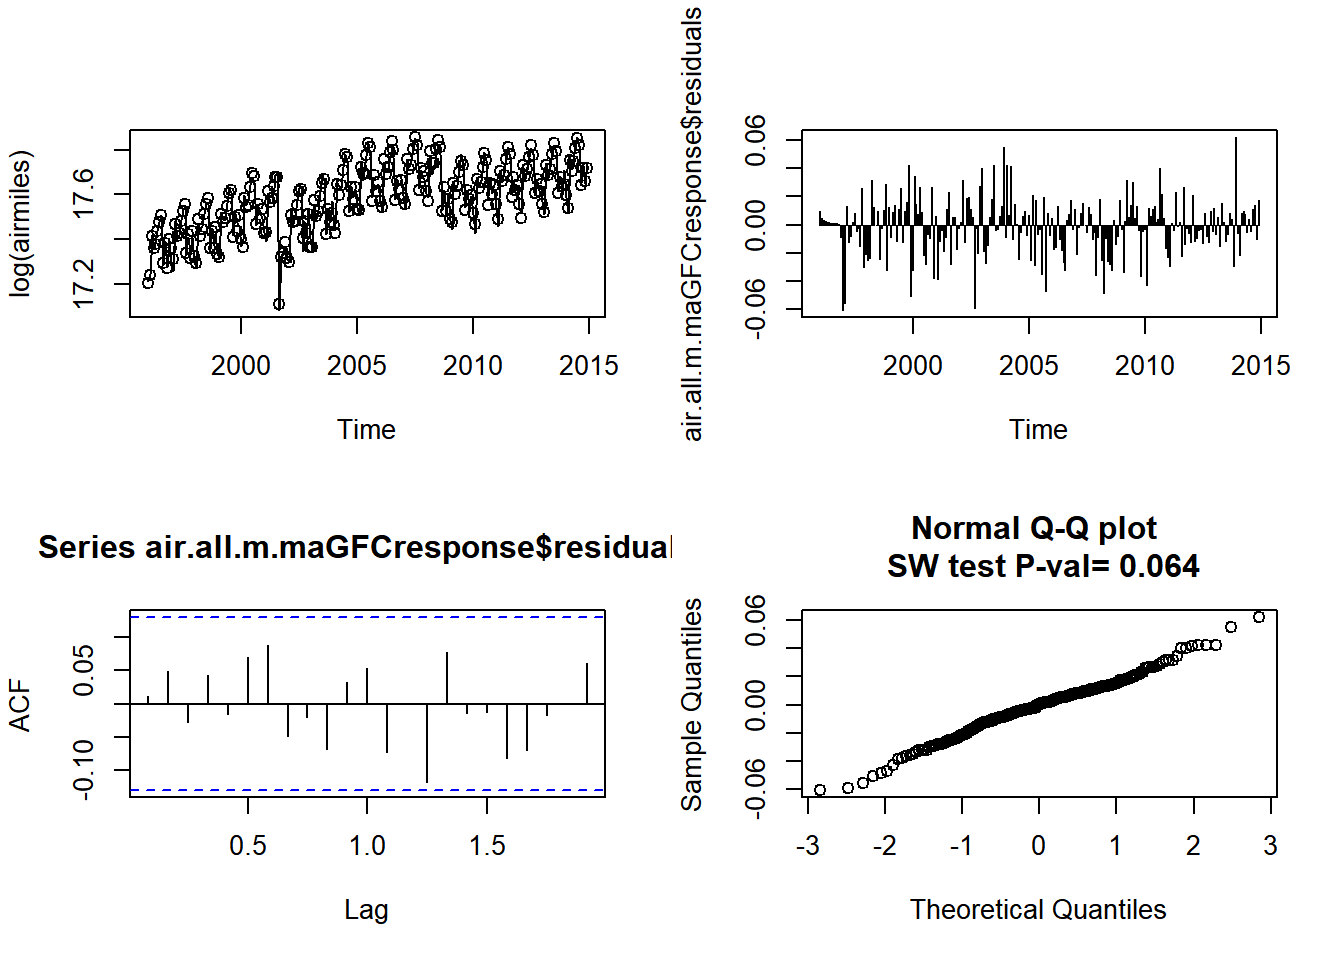 log(airmiles)
17.2 17.6
2000 2005 2010 2015
Time
air.all.m.maGFCresponse$residuals
-0.06 0.00 0.06
2000 2005 2010 2015
Time
Series air.all.m.maGFCresponse$residual
ACF
-0.10 0.05
0.5 1.0 1.5
Lag
Normal Q-Q plot
SW test P-val= 0.064
Sample Quantiles
-0.06 0.00 0.06
-3 -2 -1 0 1 2 3
Theoretical Quantiles